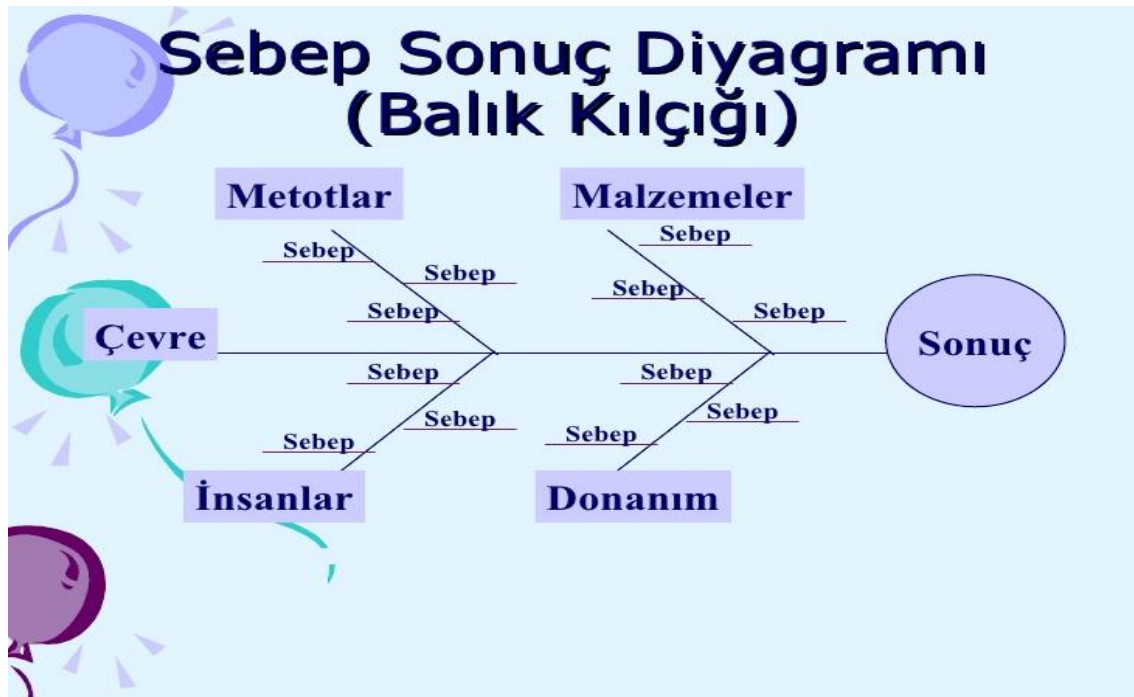 Sebep Sonuç Diyagramı
(Balık Kılçığı)
Metotlar
Malzemeler
Sebep
Sebep
Sebep
Sebep
Sebep
Sebep
Çevre
Sonuç
Sebep
Sebep
Sebep
Sebep
Sebep
Sebep
İnsanlar
Donanım